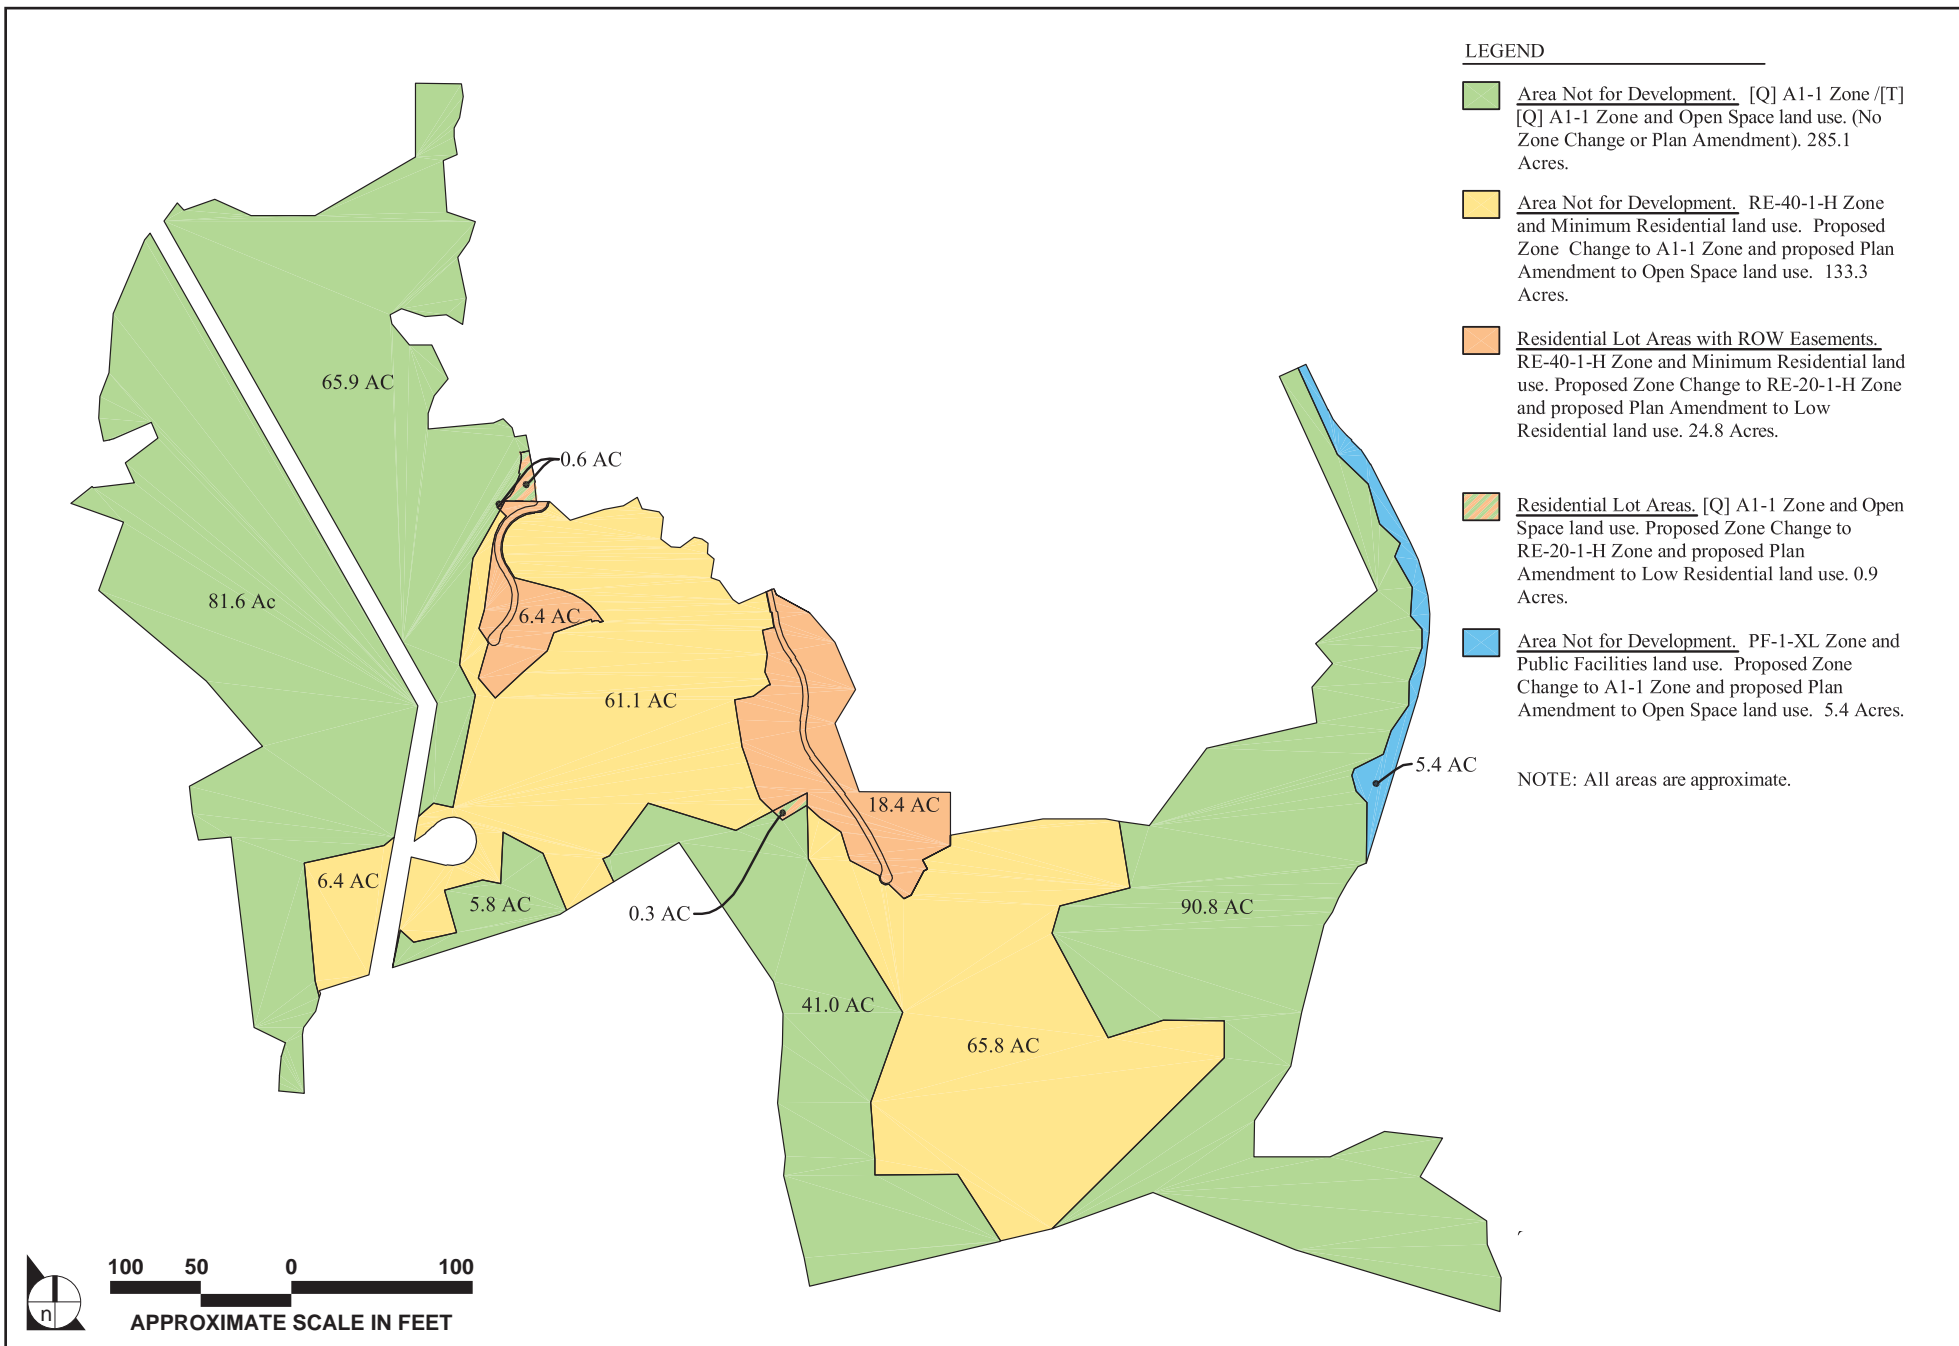 LEGEND
Area Not for Development. [Q] A1-1 Zone /[T]
[Q] A1-1 Zone and Open Space land use. (No
Zone Change or Plan Amendment). 285.1
Acres.
Area Not for Development. RE-40-1-H Zone
and Minimum Residential land use. Proposed
Zone Change to A1-1 Zone and proposed Plan
Amendment to Open Space land use. 133.3
Acres.
Residential Lot Areas with ROW Easements.
RE-40-1-H Zone and Minimum Residential land
use. Proposed Zone Change to RE-20-1-H Zone
and proposed Plan Amendment to Low
Residential land use. 24.8 Acres.
Residential Lot Areas. [Q] A1-1 Zone and Open
Space land use. Proposed Zone Change to
RE-20-1-H Zone and proposed Plan
Amendment to Low Residential land use. 0.9
Acres.
Area Not for Development. PF-1-XL Zone and
Public Facilities land use. Proposed Zone
Change to A1-1 Zone and proposed Plan
Amendment to Open Space land use. 5.4 Acres.
NOTE: All areas are approximate.
65.9 AC
0.6 AC
81.6 Ac
6.4 AC
61.1 AC
5.4 AC
18.4 AC
6.4 AC
5.8 AC
0.3 AC
90.8 AC
41.0 AC
65.8 AC
100 50 0 100
APPROXIMATE SCALE IN FEET
n